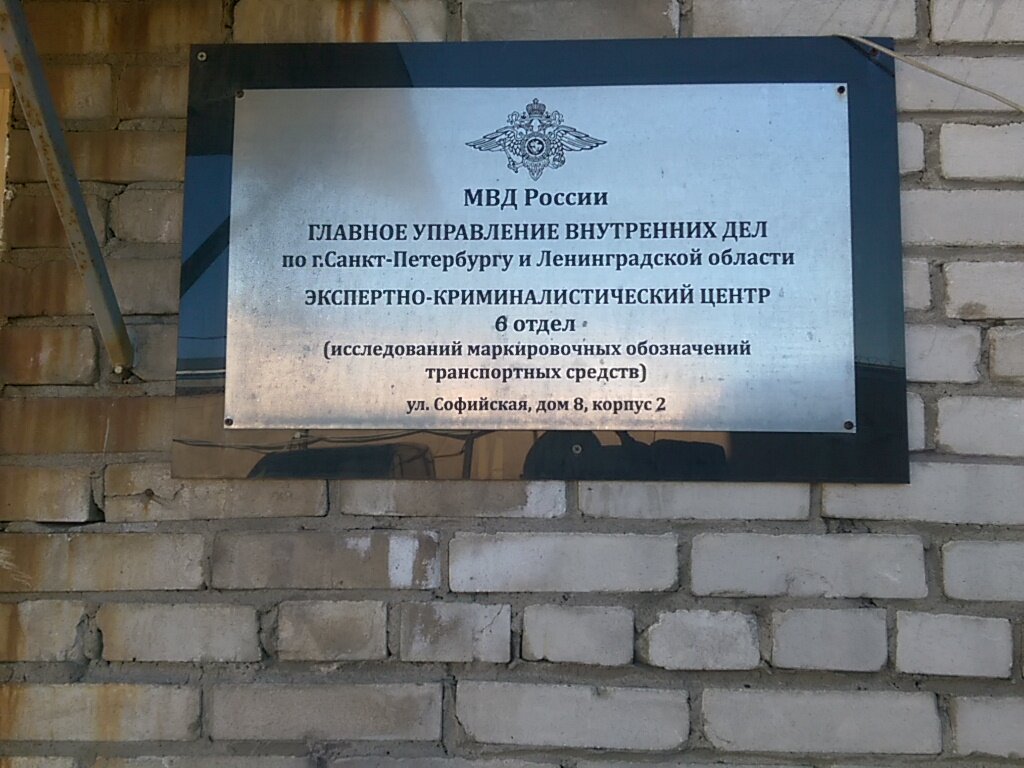 МВД России
ГЛАВНОЕ УПРАВЛЕНИЕ ВНУТРЕННИХ ДЕЛ
по г.Санкт-Петербургу и Ленинградской области
ЭКСПЕРТНО-КРИМИНАЛИСТИЧЕСКИЙ ЦЕНТР
6 отдел
(исследований маркировочных обозначений
транспортных средств)
ул. Софийская, дом 8, корпус 2